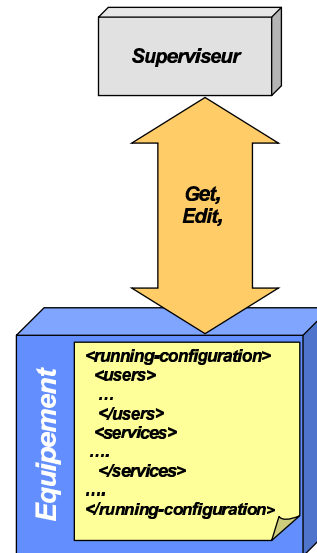 Superviseur
Get,
Edit,
Equipement
<running-configuration>
<users>
...
</users>
<services>
....
</services>
....
</running-configuration>